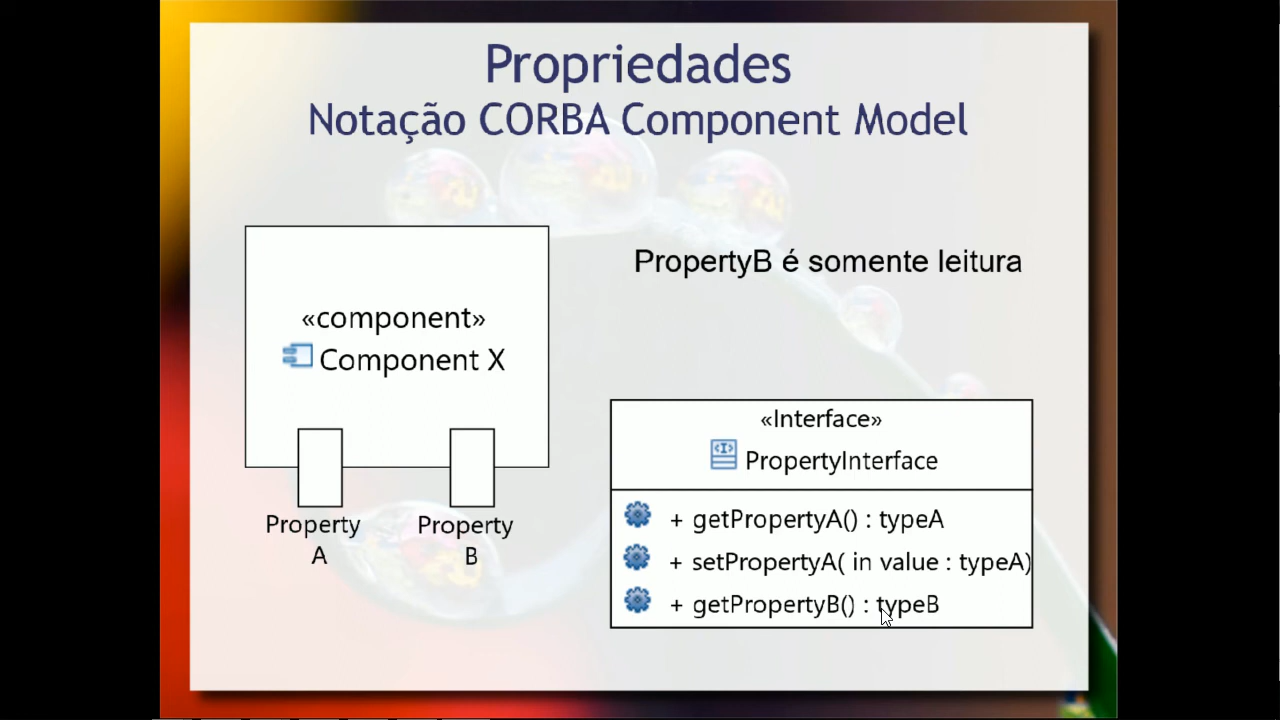 Propriedades
Notação CORBA Component Model
PropertyB é somente leitura
«component»
Component X
Property
A
Property
B
«Interface»
PropertyInterface
+ getPropertyA() : typeA
+ setPropertyA( in value : typeA)
+ getPropertyB() : typeB